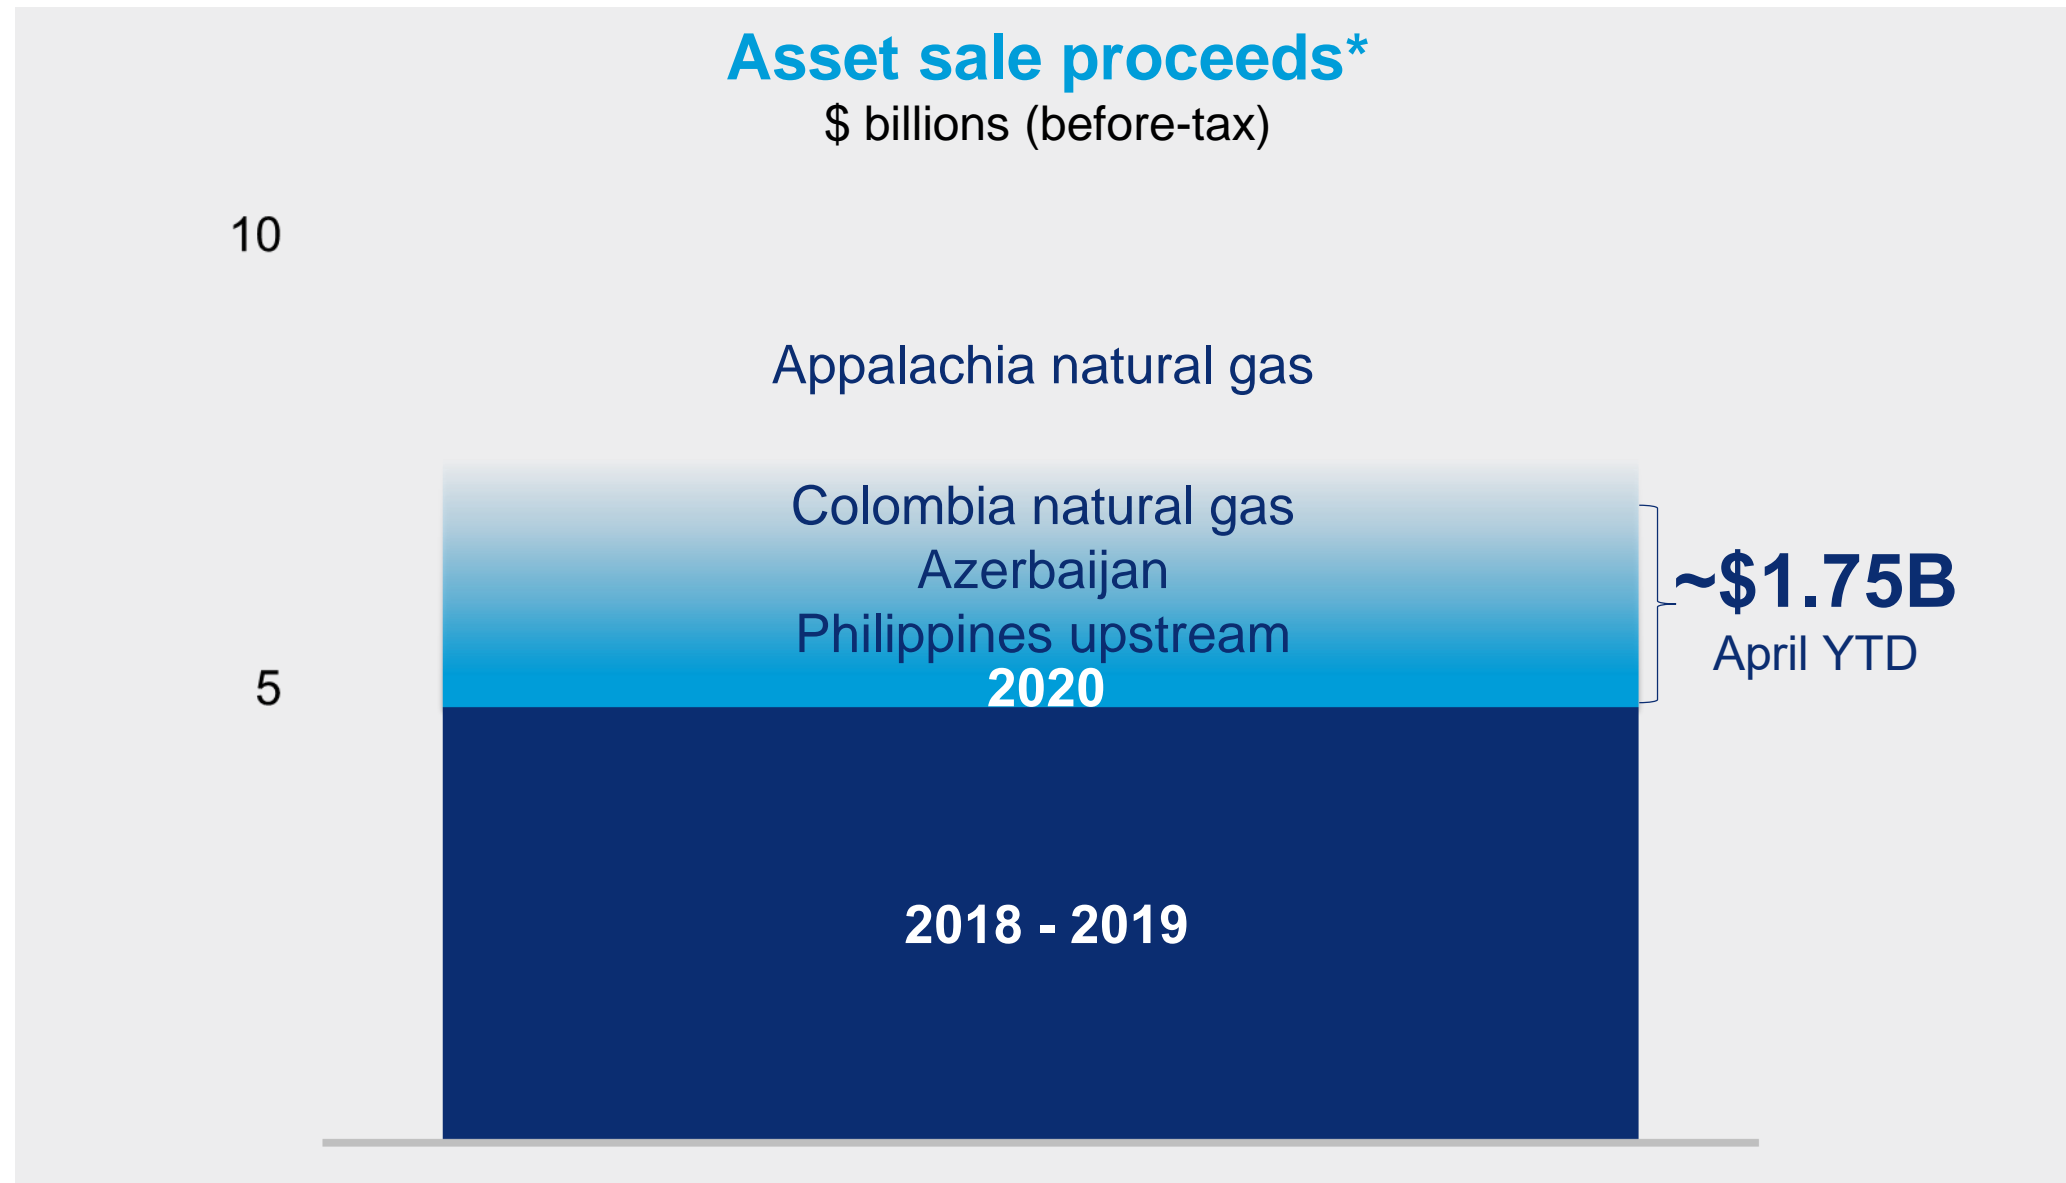 Asset sale proceeds*
$ billions (before-tax)
10
Appalachia natural gas
Colombia natural gas
Azerbaijan
Philippines upstream
2020
~$1.75B
April YTD
5
2018 - 2019